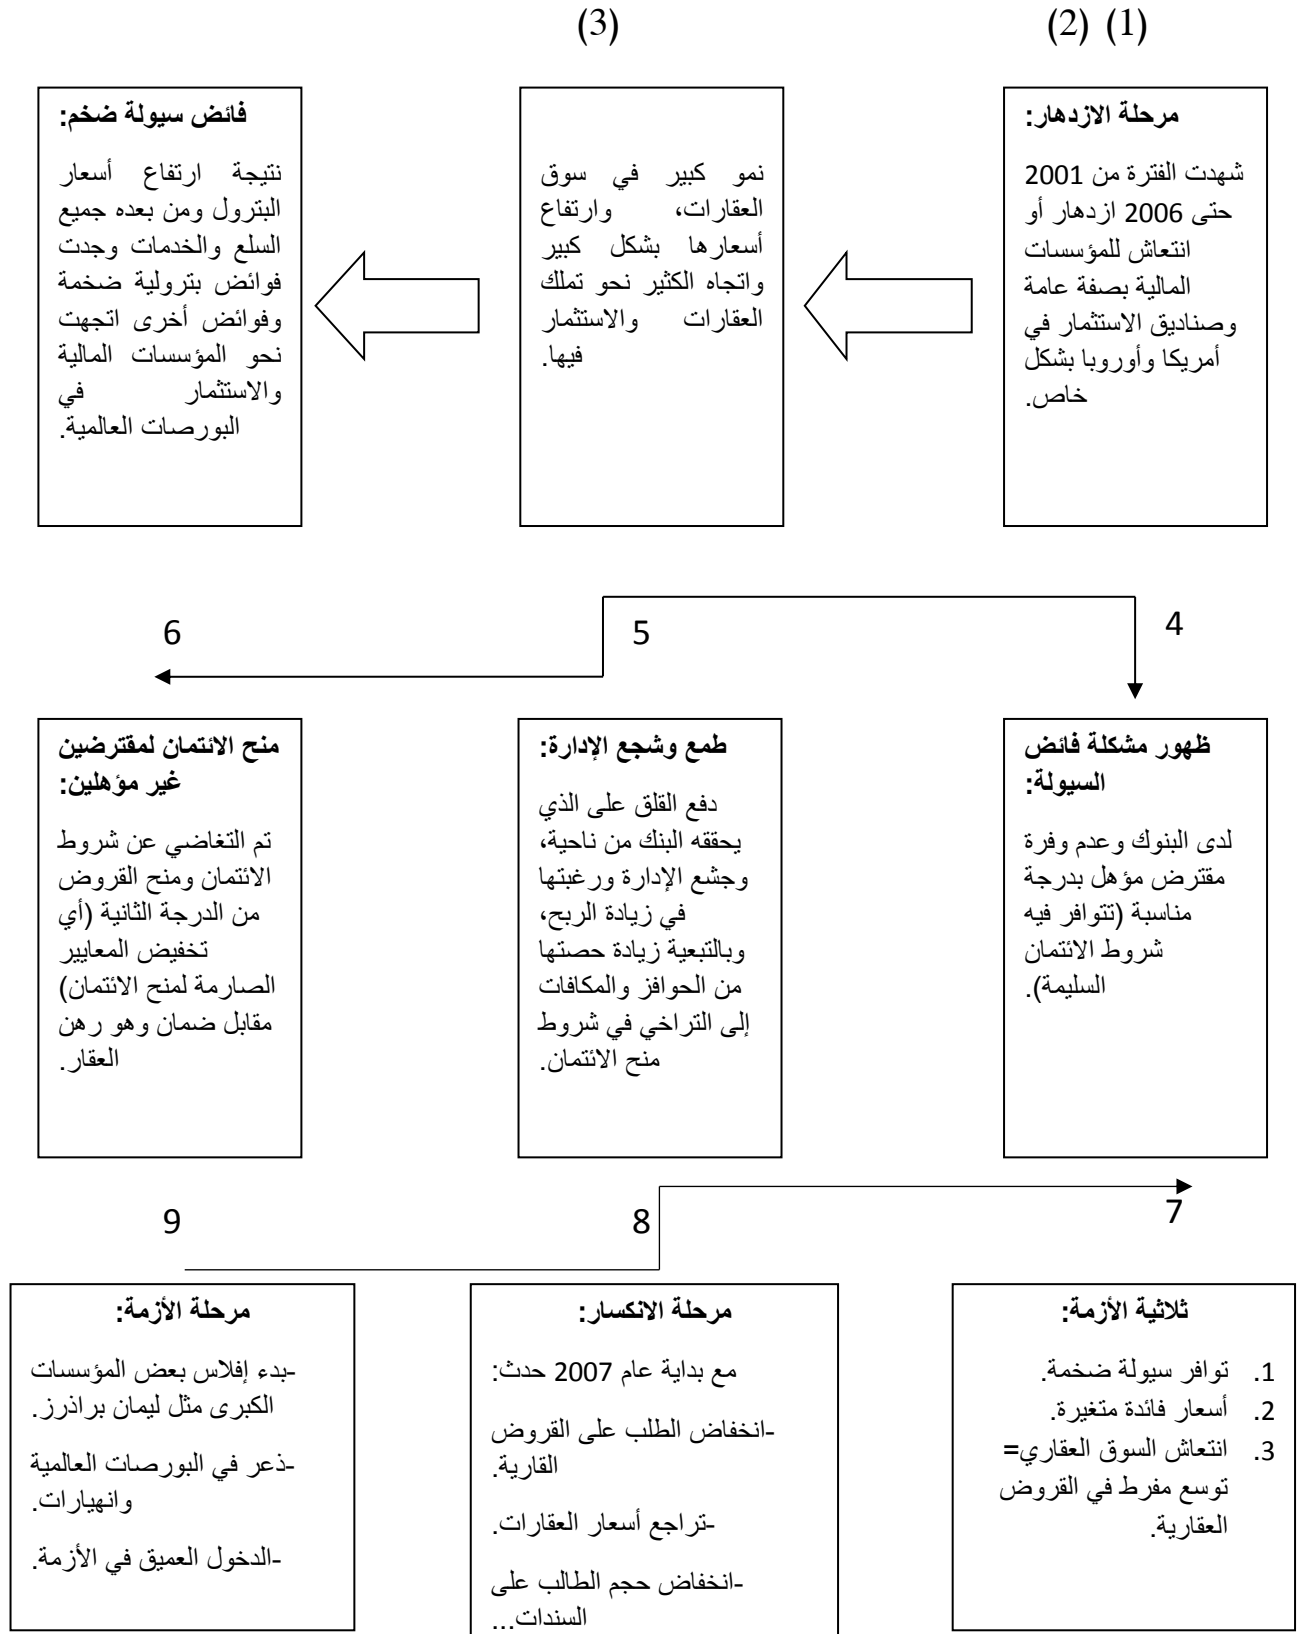 (1) (2)
(3)
مرحلة الازدهار:
شهدت الفترة من 2001
حتى 2006 ازدهار أو
انتعاش للمؤسسات
المالية بصفة عامة
وصناديق الاستثمار في
أمريكا وأوروبا بشكل
خاص.
نمو كبير في سوق
العقارات، وارتفاع
أسعارها بشكل كبير
واتجاه الكثير نحو تملك
العقارات والاستثمار
فيها.
فائض سيولة ضخم:
نتيجة ارتفاع أسعار
البترول ومن بعده جميع
السلع والخدمات وجدت
فوائض بترولية ضخمة
وفوائض أخرى اتجهت
نحو المؤسسات المالية
والاستثمار في
البورصات العالمية.
4
5
6
ظهور مشكلة فائض
السيولة:
لدى البنوك وعدم وفرة
مقترض مؤهل بدرجة
مناسبة (تتوافر فيه
شروط الائتمان
السليمة).
طمع وشجع الإدارة:
دفع القلق على الذي
يحققه البنك من ناحية،
وجشع الإدارة ورغبتها
في زيادة الربح،
وبالتبعية زيادة حصتها
من الحوافز والمكافات
إلى التراخي في شروط
منح الائتمان.
منح الائتمان لمقترضين
غير مؤهلين:
تم التغاضي عن شروط
الائتمان ومنح القروض
من الدرجة الثانية (أي
تخفيض المعايير
الصارمة لمنح الائتمان)
مقابل ضمان وهو رهن
العقار.
7
8
9
ثلاثية الأزمة:
1. توافر سيولة ضخمة.
2. أسعار فائدة متغيرة.
3. انتعاش السوق العقاري=
توسع مفرط في القروض
العقارية.
مرحلة الانكسار:
مع بداية عام 2007 حدث:
-انخفاض الطلب على القروض
القارية.
-تراجع أسعار العقارات.
-انخفاض حجم الطالب على
السندات...
مرحلة الأزمة:
-بدء إفلاس بعض المؤسسات
الكبرى مثل ليمان براذرز.
-ذعر في البورصات العالمية
وانهيارات.
-الدخول العميق في الأزمة.